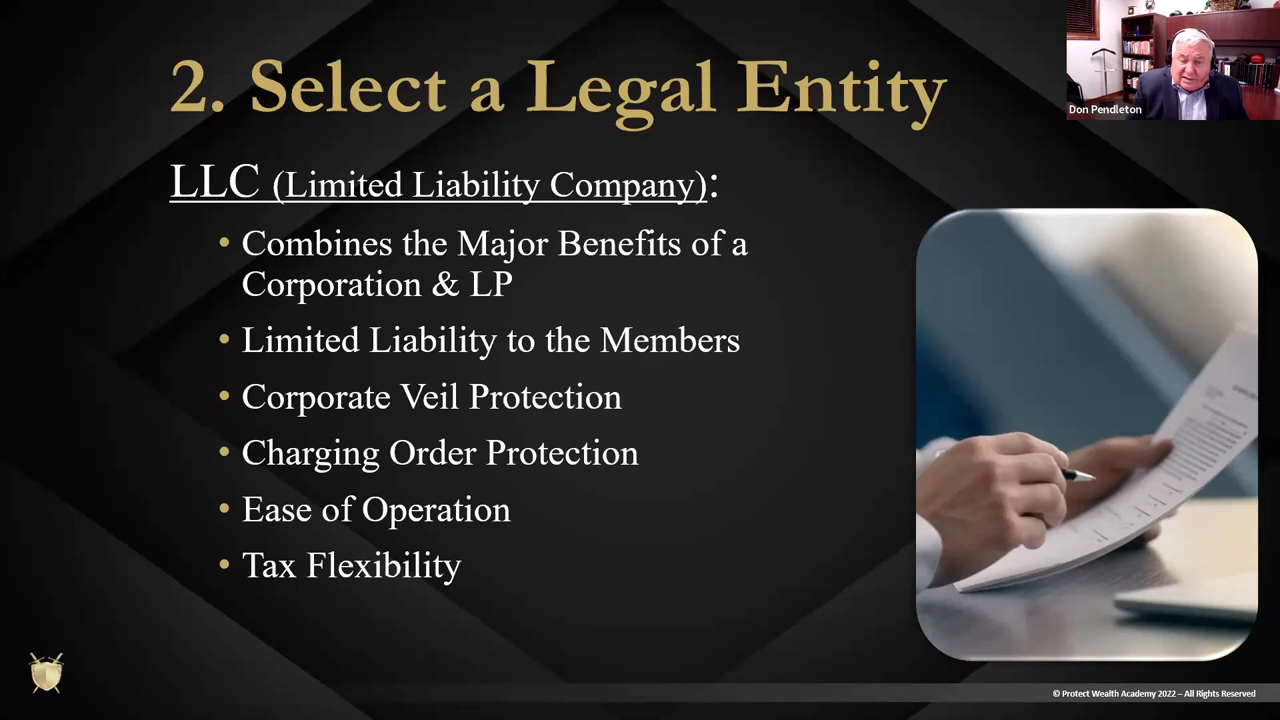 2. Select a Legal Entity
Don Pendleton
LLC (Limited Liability Company):
• Combines the Major Benefits of a
Corporation & LP
• Limited Liability to the Members
• Corporate Veil Protection
• Charging Order Protection
• Ease of Operation
• Tax Flexibility
© Protect Wealth Academy 2022 – All Rights Reserved